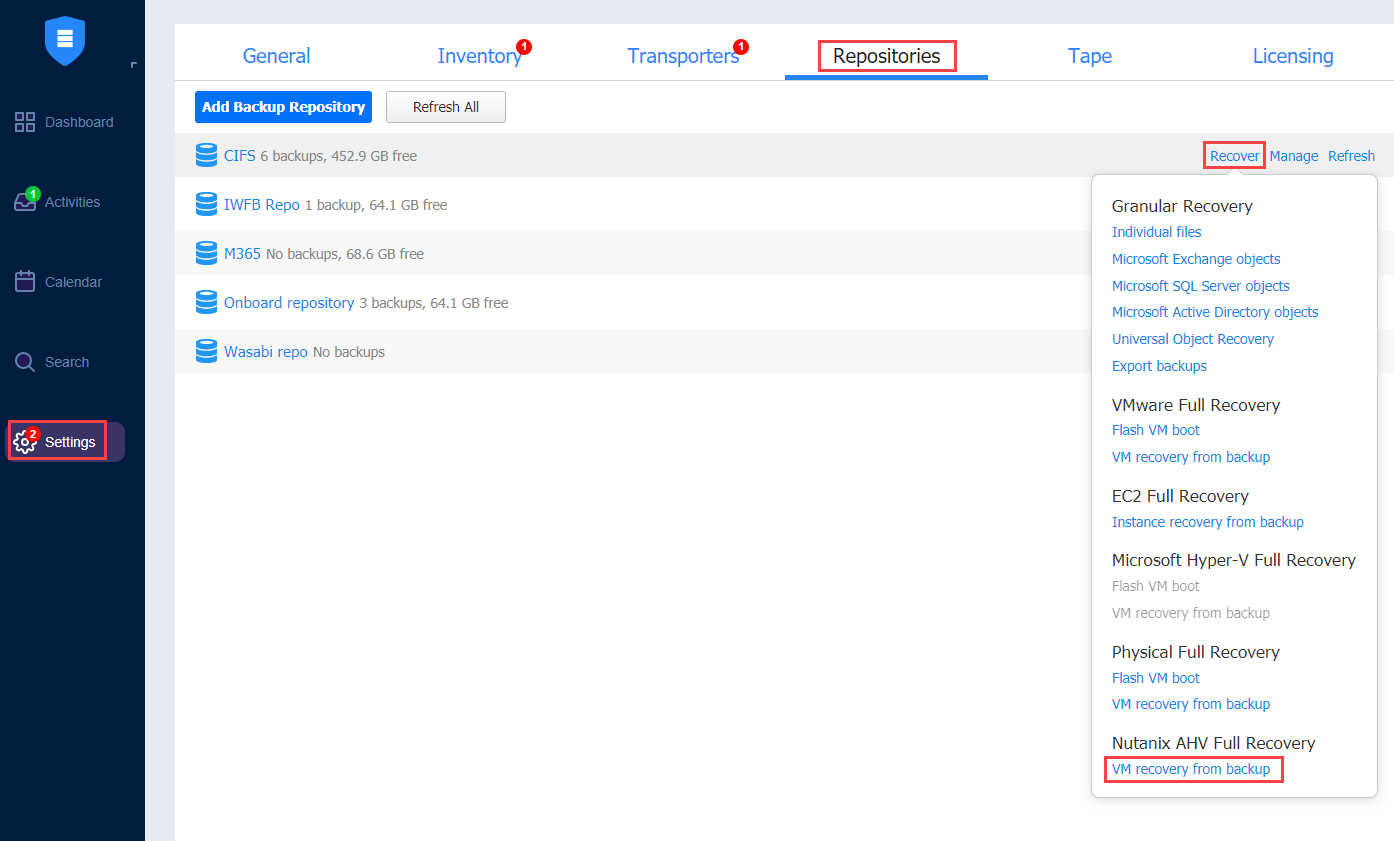 Dashboard
1
Activities
Calendar
Search
2
Settings
General
Inventory 1
Transporters 1
Repositories
Tape
Licensing
Add Backup Repository
Refresh All
CIFS 6 backups, 452.9 GB free
Recover Manage Refresh
IWFB Repo 1 backup, 64.1 GB free
M365 No backups, 68.6 GB free
Onboard repository 3 backups, 64.1 GB free
Wasabi repo No backups
Granular Recovery
Individual files
Microsoft Exchange objects
Microsoft SQL Server objects
Microsoft Active Directory objects
Universal Object Recovery
Export backups
VMware Full Recovery
Flash VM boot
VM recovery from backup
EC2 Full Recovery
Instance recovery from backup
Microsoft Hyper-V Full Recovery
Flash VM boot
VM recovery from backup
Physical Full Recovery
Flash VM boot
VM recovery from backup
Nutanix AHV Full Recovery
VM recovery from backup